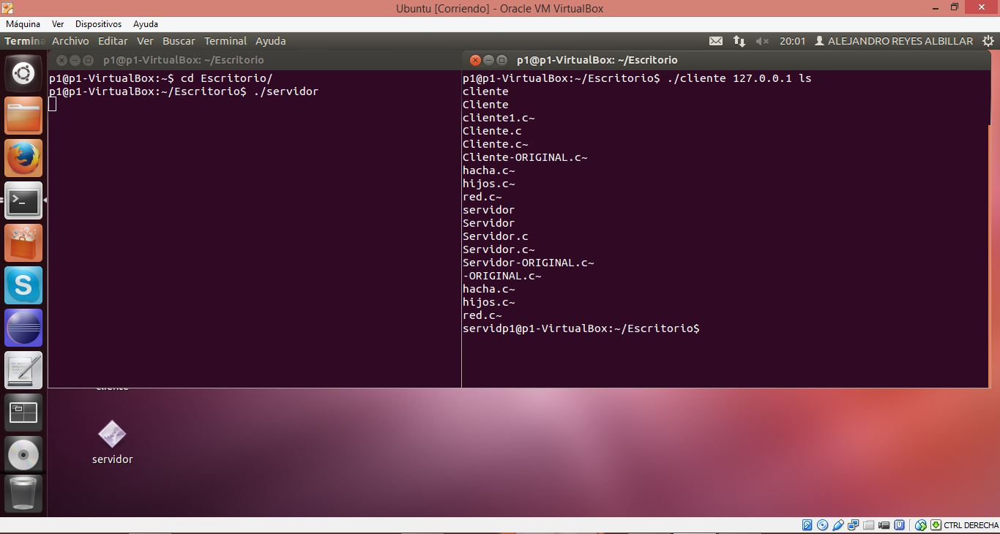 Ubuntu [Corriendo] - Oracle VM VirtualBox
Máquina Ver Dispositivos Ayuda
Termina Archivo Editar Ver Buscar Terminal Ayuda 20:01 ALEJANDRO REYES ALBILLAR
p1@p1-VirtualBox: ~/Escritorio
p1@p1-VirtualBox:~$ cd Escritorio/
p1@p1-VirtualBox:~/Escritorio$ ./servidor
p1@p1-VirtualBox: ~/Escritorio
p1@p1-VirtualBox:~/Escritorio$ ./cliente 127.0.0.1 ls
cliente
Cliente
cliente1.c~
Cliente.c
Cliente.c~
Cliente-ORIGINAL.c~
hacha.c~
hijos.c~
red.c~
servidor
Servidor
Servidor.c
Servidor.c~
Servidor-ORIGINAL.c~
-ORIGINAL.c~
hacha.c~
hijos.c~
red.c~
servidp1@p1-VirtualBox:~/Escritorio$
cliente
servidor
CTRL DERECHA